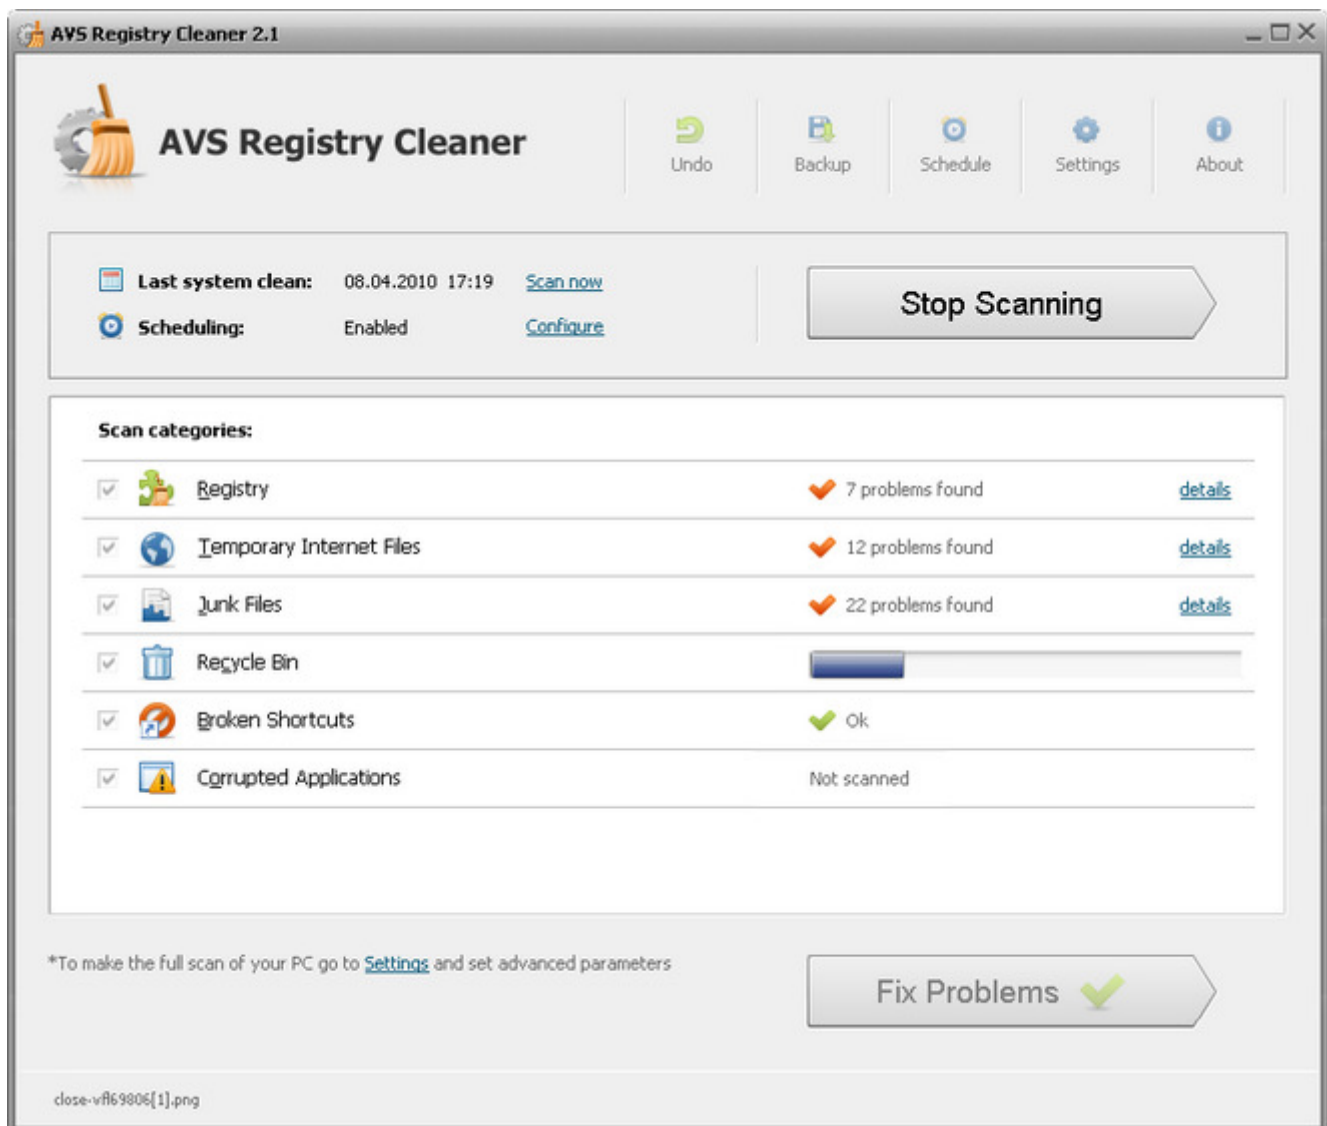 AVS Registry Cleaner 2.1
AVS Registry Cleaner
Undo
Backup
Schedule
Settings
About
Last system clean: 08.04.2010 17:19 Scan now
Scheduling: Enabled Configure
Stop Scanning
Scan categories:
Registry 7 problems found details
Temporary Internet Files 12 problems found details
Junk Files 22 problems found details
Recycle Bin
Broken Shortcuts Ok
Corrupted Applications Not scanned
*To make the full scan of your PC go to Settings and set advanced parameters
Fix Problems
close-vfl69806[1].png